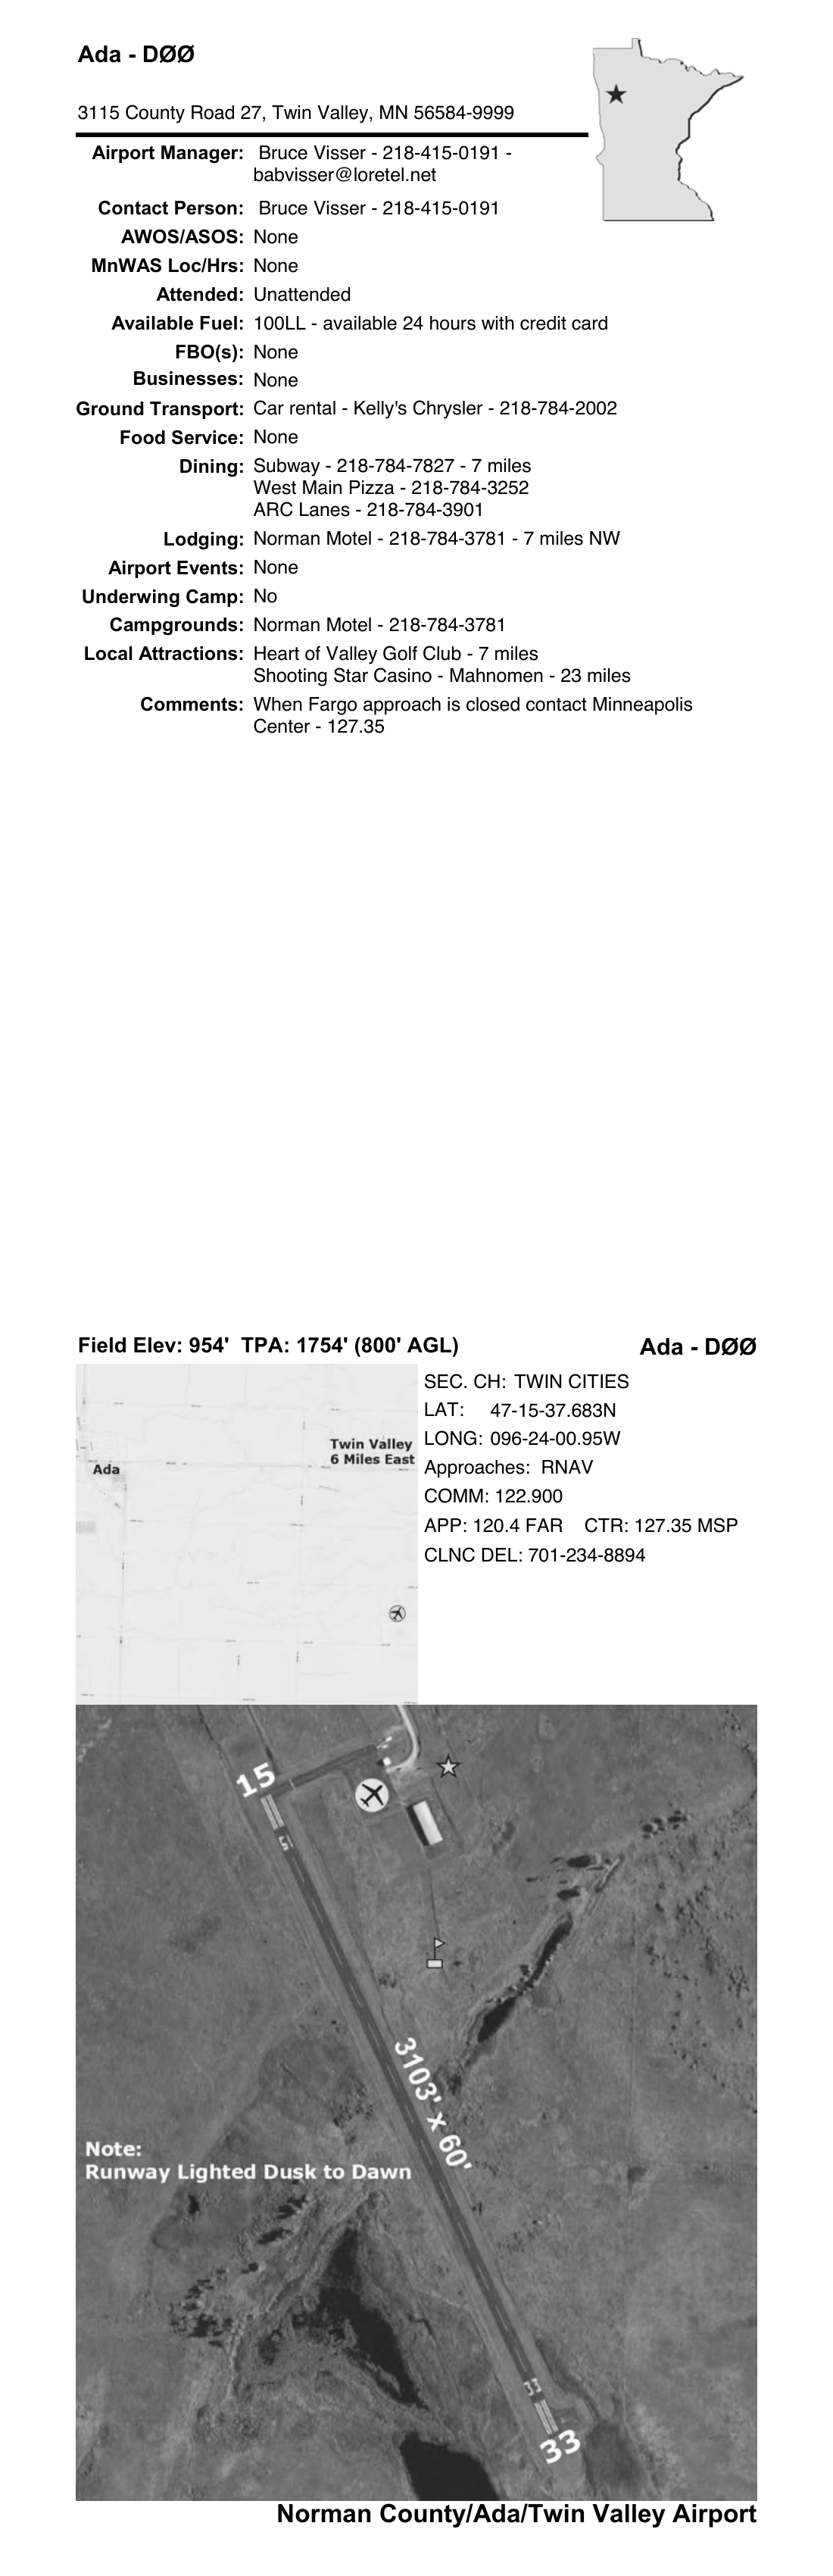 Ada - DØØ
3115 County Road 27, Twin Valley, MN 56584-9999
Airport Manager: Bruce Visser - 218-415-0191 -
babvisser@loretel.net
Contact Person: Bruce Visser - 218-415-0191
AWOS/ASOS: None
MnWAS Loc/Hrs: None
Attended: Unattended
Available Fuel: 100LL - available 24 hours with credit card
FBO(s): None
Businesses: None
Ground Transport: Car rental - Kelly's Chrysler - 218-784-2002
Food Service: None
Dining: Subway - 218-784-7827 - 7 miles
West Main Pizza - 218-784-3252
ARC Lanes - 218-784-3901
Lodging: Norman Motel - 218-784-3781 - 7 miles NW
Airport Events: None
Underwing Camp: No
Campgrounds: Norman Motel - 218-784-3781
Local Attractions: Heart of Valley Golf Club - 7 miles
Shooting Star Casino - Mahnomen - 23 miles
Comments: When Fargo approach is closed contact Minneapolis
Center - 127.35
Field Elev: 954' TPA: 1754' (800' AGL)
Ada - DØØ
Twin Valley
6 Miles East
Ada
SEC. CH: TWIN CITIES
LAT: 47-15-37.683N
LONG: 096-24-00.95W
Approaches: RNAV
COMM: 122.900
APP: 120.4 FAR CTR: 127.35 MSP
CLNC DEL: 701-234-8894
15
15
3103' x 60'
Note:
Runway Lighted Dusk to Dawn
33
33
Norman County/Ada/Twin Valley Airport